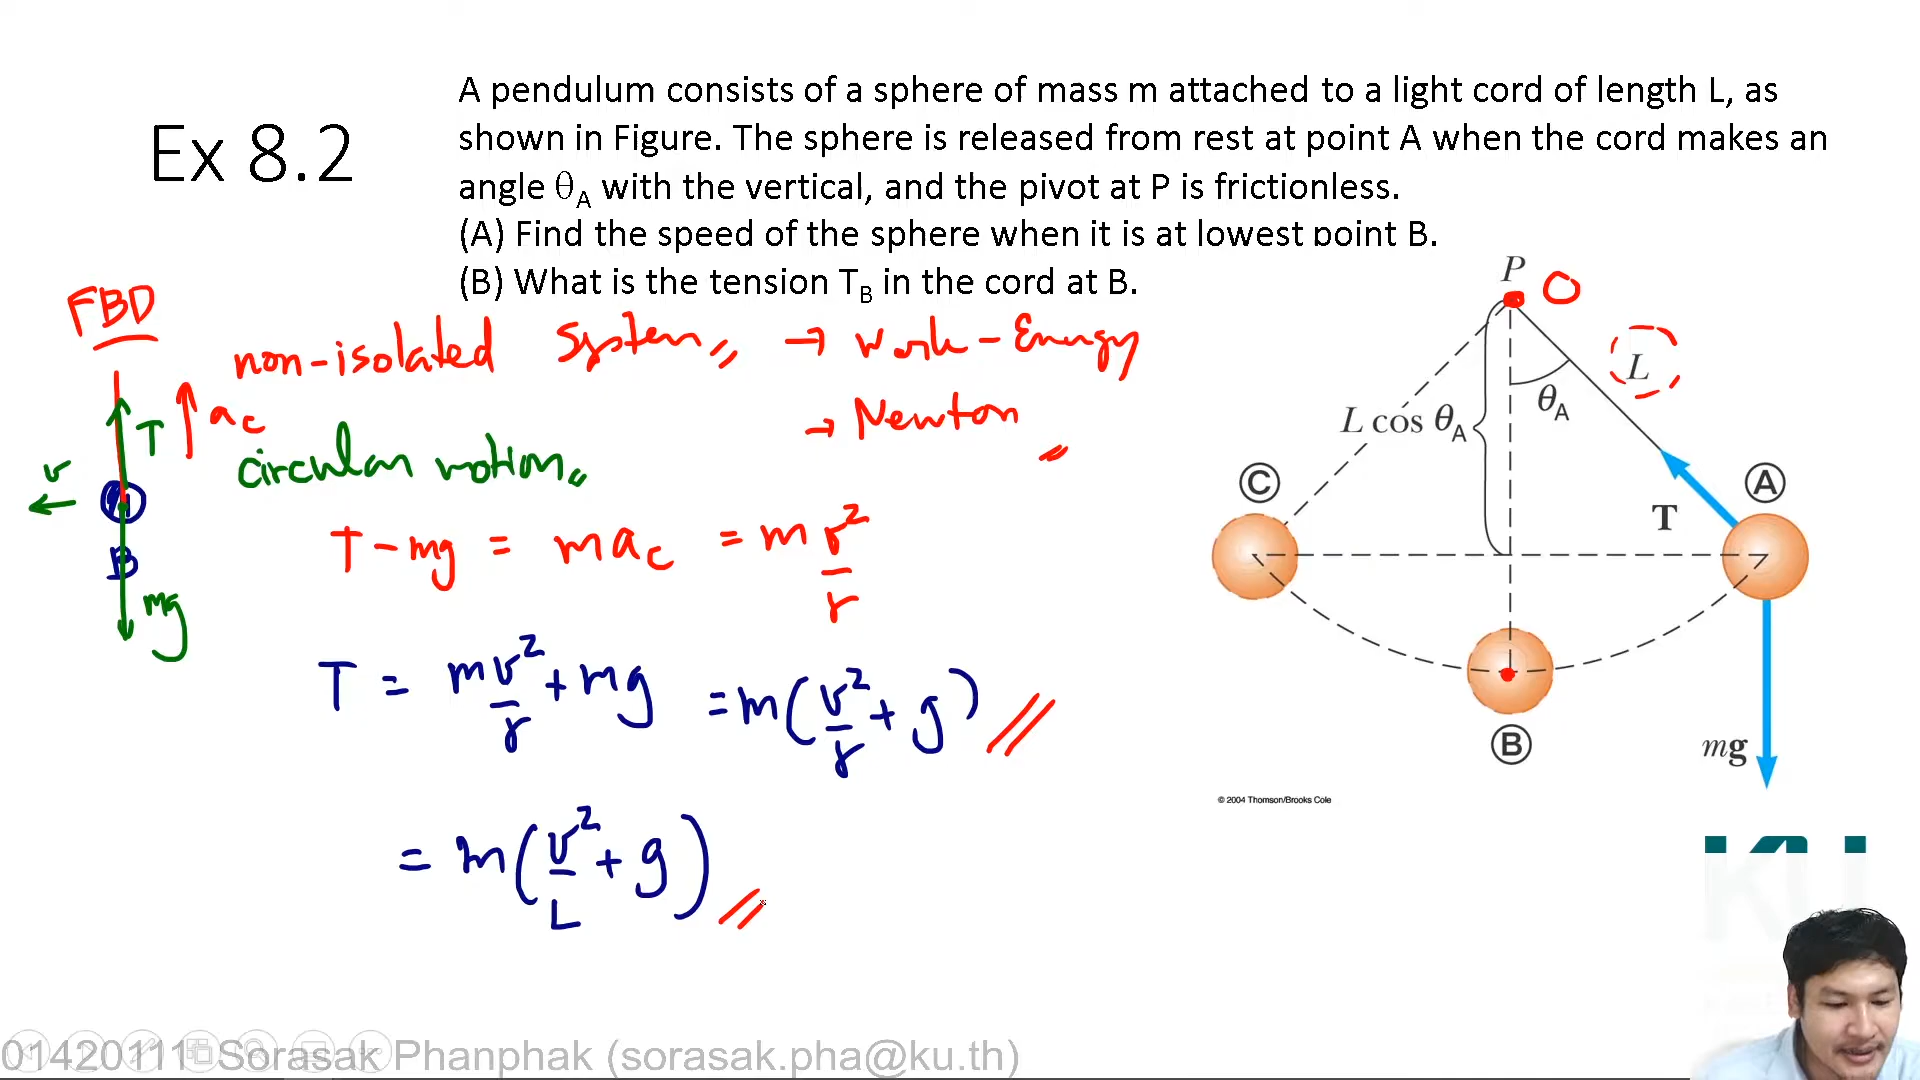 Ex 8.2
A pendulum consists of a sphere of mass m attached to a light cord of length L, as
shown in Figure. The sphere is released from rest at point A when the cord makes an
angle θA with the vertical, and the pivot at P is frictionless.
(A) Find the speed of the sphere when it is at lowest point B.
(B) What is the tension TB in the cord at B.
FBD
non-isolated system → Work-Energy
→ Newton
ac
T
circular motion
v
B
mg
T - mg = mac = m v²/r
T = mv²/r + mg = m(v²/r + g)
= m(v²/L + g)
P O
L
θA
L cos θA
C
A
T
B
mg
© 2004 Thomson/Brooks Cole
KU
01420111 Sorasak Phanphak (sorasak.pha@ku.th)